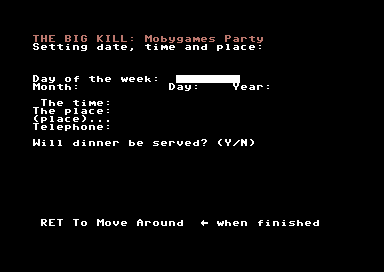 THE BIG KILL: Mobygames Party
Setting date, time and place:
Day of the week:
Month: Day: Year:
The time:
The place:
(place)...
Telephone:
Will dinner be served? (Y/N)
RET To Move Around ← when finished